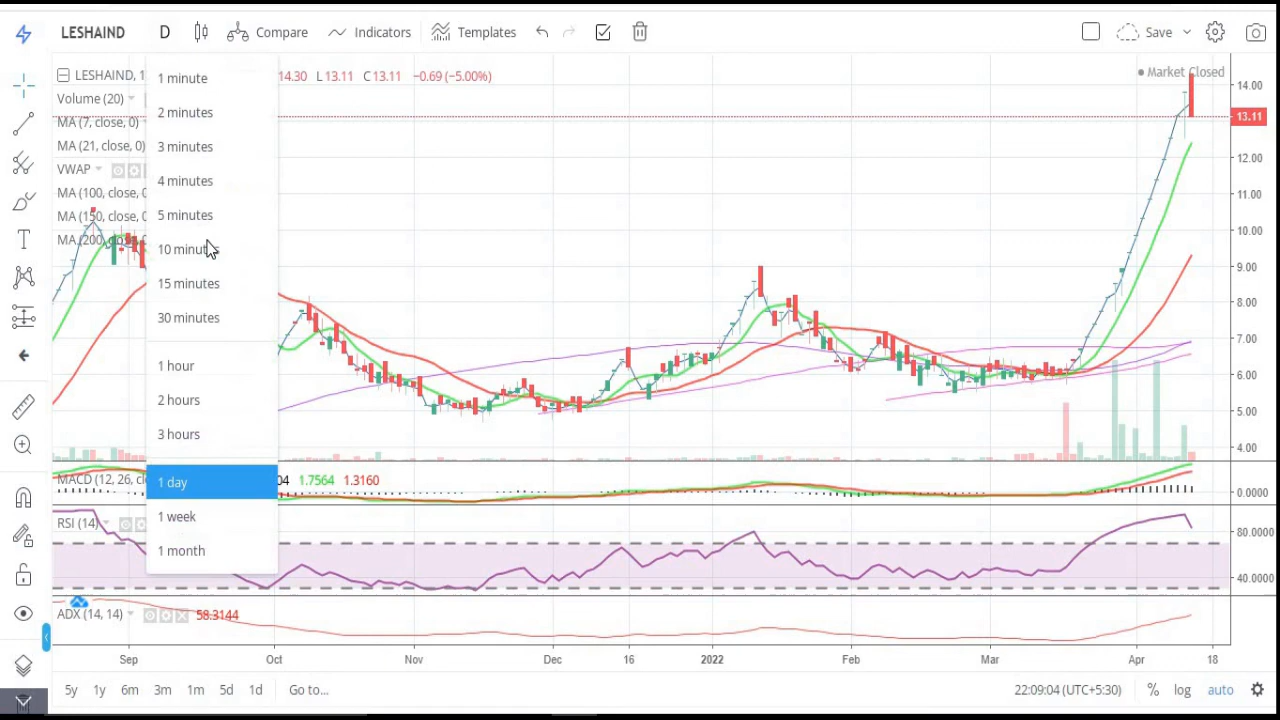 LESHAIND D Compare Indicators Templates Save
LESHAIND, 1 14.30 L13.11 C13.11 −0.69 (−5.00%)
Market Closed
Volume (20)
MA (7, close, 0)
MA (21, close, 0)
VWAP
MA (100, close, 0
MA (150, close, 0
MA (200, close, 0
1 minute
2 minutes
3 minutes
4 minutes
5 minutes
10 minutes
15 minutes
30 minutes
1 hour
2 hours
3 hours
1 day
1 week
1 month
14.00
13.11
12.00
11.00
10.00
9.00
8.00
7.00
6.00
5.00
4.00
MACD (12, 26, clo 04 1.7564 1.3160
0.0000
RSI (14)
80.0000
40.0000
ADX (14, 14) 58.3144
Sep Oct Nov Dec 16 2022 Feb Mar Apr 18
5y 1y 6m 3m 1m 5d 1d Go to... 22:09:04 (UTC+5:30) % log auto